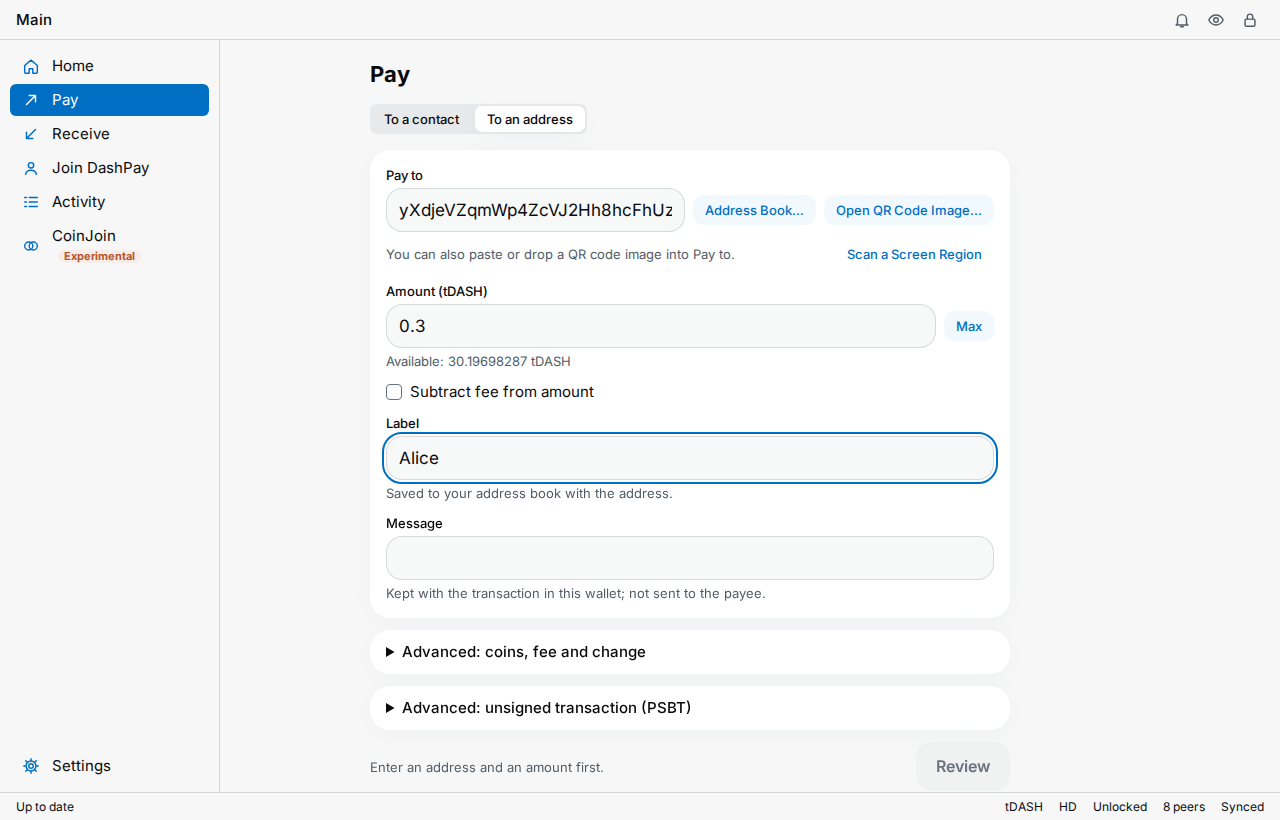 Main
Home
Pay
Receive
Join DashPay
Activity
CoinJoin
Experimental
Settings
Pay
To a contact
To an address
Pay to
yXdjeVZqmWp4ZcVJ2Hh8hcFhUz
Address Book...
Open QR Code Image...
You can also paste or drop a QR code image into Pay to.
Scan a Screen Region
Amount (tDASH)
0.3
Max
Available: 30.19698287 tDASH
Subtract fee from amount
Label
Alice
Saved to your address book with the address.
Message
Kept with the transaction in this wallet; not sent to the payee.
Advanced: coins, fee and change
Advanced: unsigned transaction (PSBT)
Enter an address and an amount first.
Review
Up to date
tDASH
HD
Unlocked
8 peers
Synced